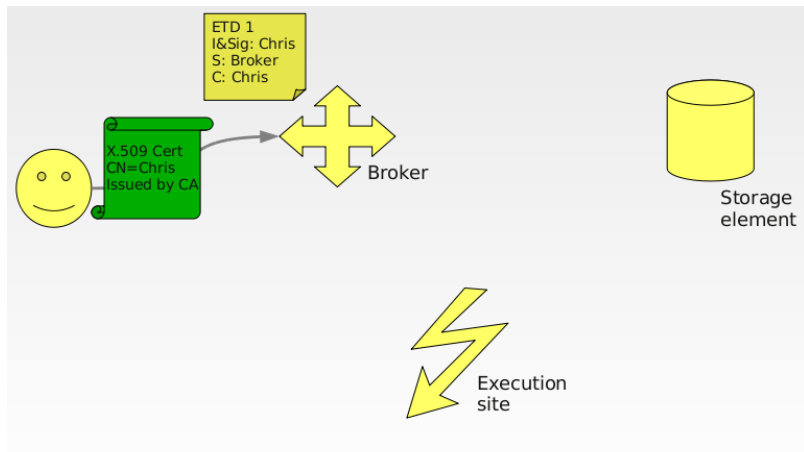 ETD 1
I&Sig: Chris
S: Broker
C: Chris
X.509 Cert
CN=Chris
Issued by CA
Broker
Storage
element
Execution
site